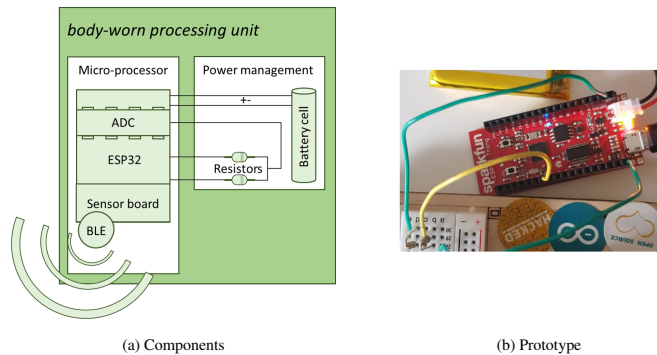 body-worn processing unit
Micro-processor
Power management
+-
ADC
ESP32
Resistors
Battery cell
Sensor board
BLE
sparkfun
HACKED
OPEN SOURCE
(a) Components
(b) Prototype